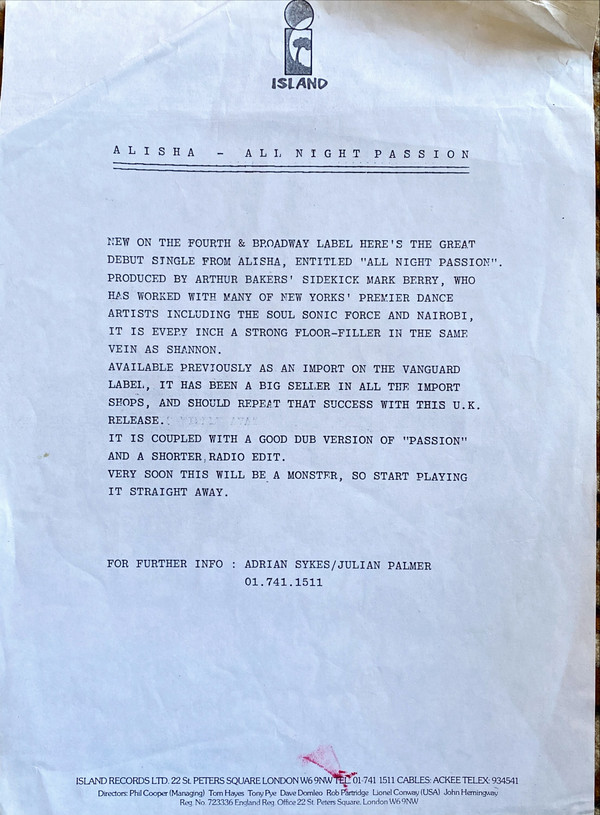 ISLAND
ALISHA - ALL NIGHT PASSION
NEW ON THE FOURTH & BROADWAY LABEL HERE'S THE GREAT
DEBUT SINGLE FROM ALISHA, ENTITLED "ALL NIGHT PASSION".
PRODUCED BY ARTHUR BAKERS' SIDEKICK MARK BERRY, WHO
HAS WORKED WITH MANY OF NEW YORKS' PREMIER DANCE
ARTISTS INCLUDING THE SOUL SONIC FORCE AND NAIROBI,
IT IS EVERY INCH A STRONG FLOOR-FILLER IN THE SAME
VEIN AS SHANNON.
AVAILABLE PREVIOUSLY AS AN IMPORT ON THE VANGUARD
LABEL, IT HAS BEEN A BIG SELLER IN ALL THE IMPORT
SHOPS, AND SHOULD REPEAT THAT SUCCESS WITH THIS U.K.
RELEASE.
IT IS COUPLED WITH A GOOD DUB VERSION OF "PASSION"
AND A SHORTER RADIO EDIT.
VERY SOON THIS WILL BE A MONSTER, SO START PLAYING
IT STRAIGHT AWAY.
FOR FURTHER INFO : ADRIAN SYKES/JULIAN PALMER
01.741.1511
ISLAND RECORDS LTD. 22 St. PETERS SQUARE LONDON W6 9NW TEL: 01-741 1511 CABLES: ACKEE TELEX: 934541
Directors: Phil Cooper (Managing) Tom Hayes Tony Pye Dave Domleo Rob Partridge Lionel Conway (USA) John Hemingway
Reg. No. 723336 England Reg. Office 22 St. Peters Square, London W6 9NW